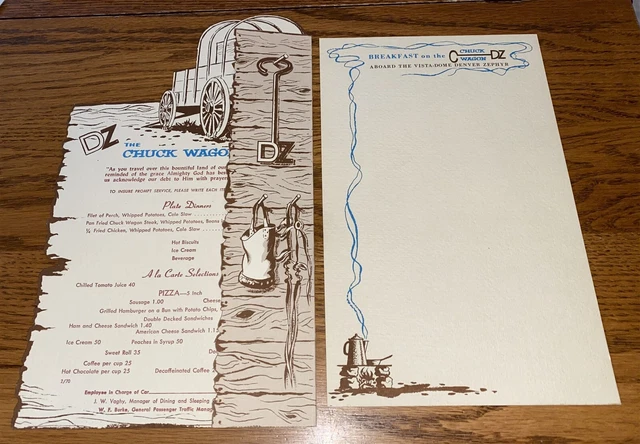 DZ
THE
CHUCK WAGO
"As you travel over this bountiful land of our
reminded of the grace Almighty God has be
us acknowledge our debt to Him with prayer
TO INSURE PROMPT SERVICE, PLEASE WRITE EACH IT
Plate Dinners
Filet of Perch, Whipped Potatoes, Cole Slaw
Pan Fried Chuck Wagon Steak, Whipped Potatoes, Beans
¼ Fried Chicken, Whipped Potatoes, Cole Slaw
Hot Biscuits
Ice Cream
Beverage
A la Carte Selections
Chilled Tomato Juice 40
PIZZA—5 Inch
Sausage 1.00 Cheese
Grilled Hamburger on a Bun with Potato Chips,
Double Decked Sandwiches
Ham and Cheese Sandwich 1.40
American Cheese Sandwich 1.15
Ice Cream 50 Peaches in Syrup 50
Sweet Roll 35
Coffee per cup 25
Hot Chocolate per cup 25 Decaffeinated Coffee
1/70
Employee in Charge of Car
J. W. Vaghy, Manager of Dining and Sleeping
W. F. Burke, General Passenger Traffic Manag
DZ
BREAKFAST on the CHUCK WAGON DZ
ABOARD THE VISTA-DOME DENVER ZEPHYR